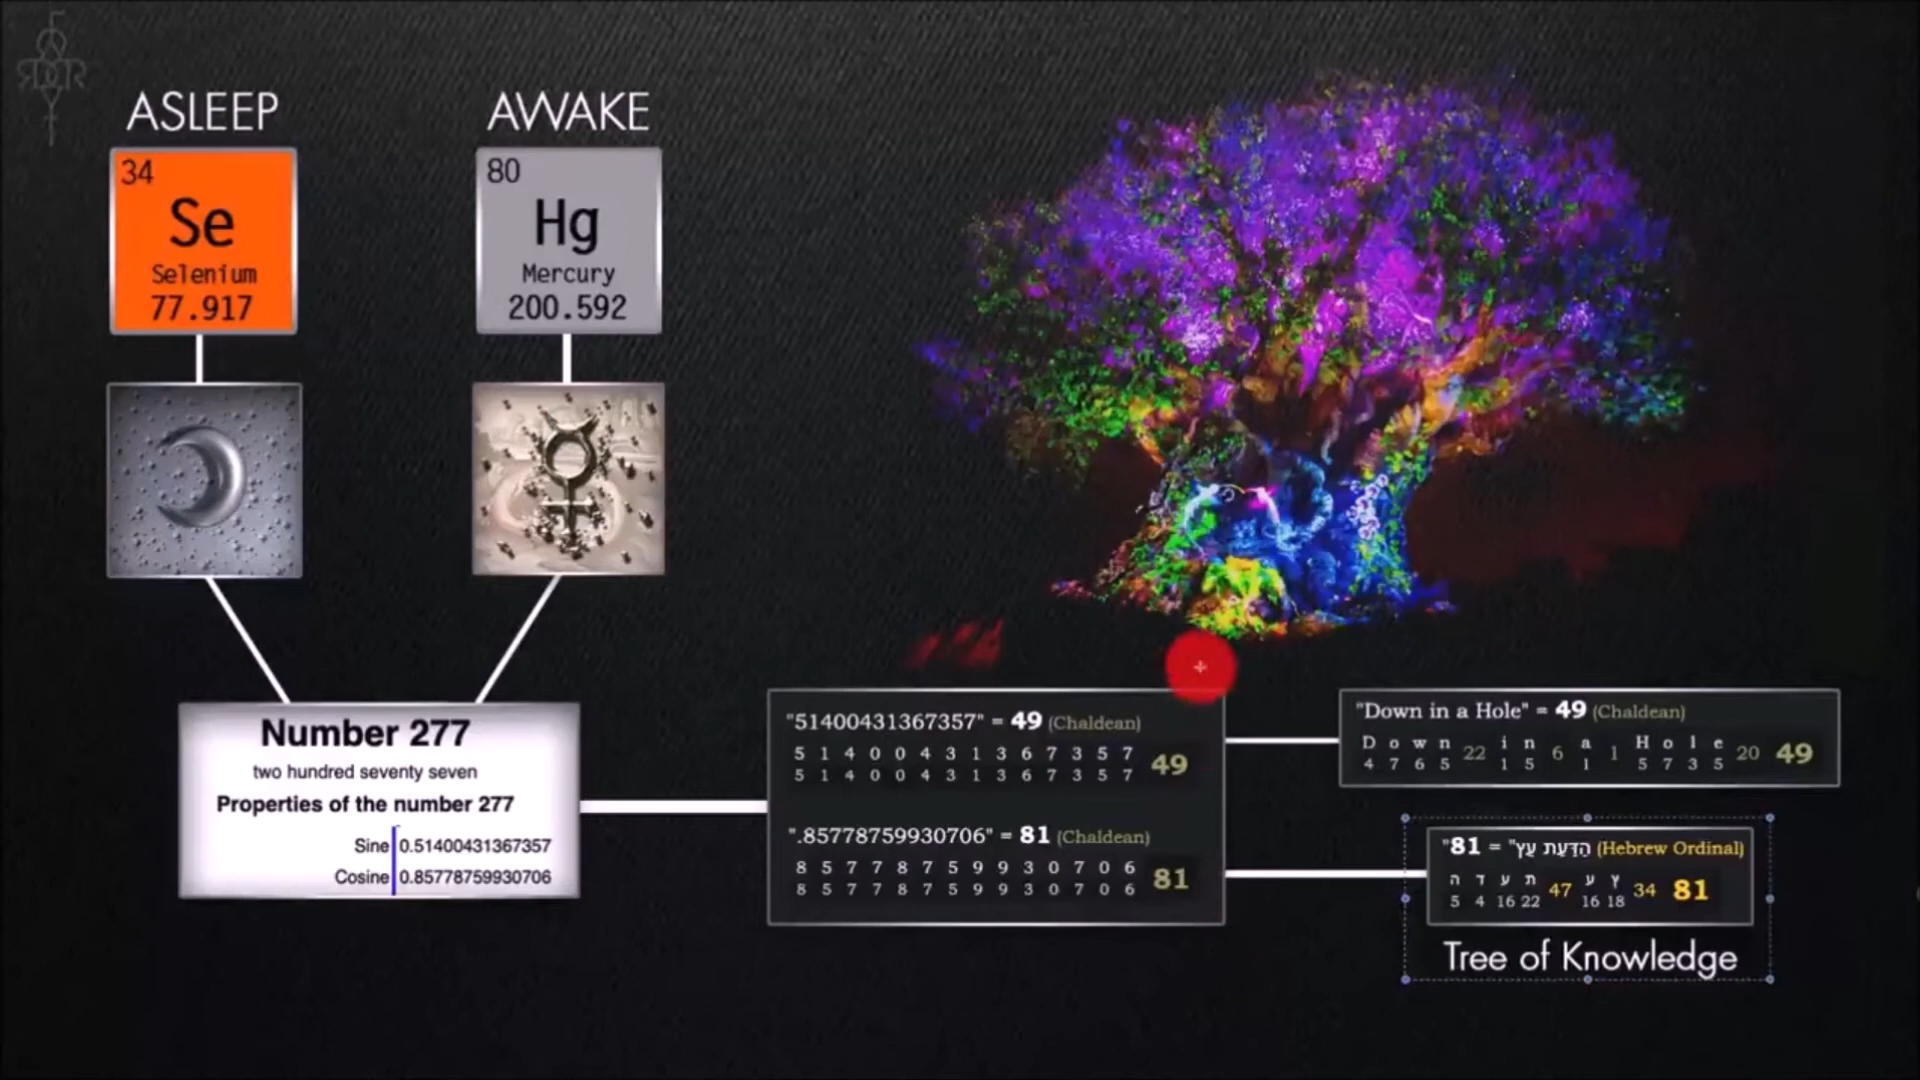 ASLEEP
AWAKE
34
Se
Selenium
77.917
80
Hg
Mercury
200.592
Number 277
two hundred seventy seven
Properties of the number 277
Sine 0.51400431367357
Cosine 0.85778759930706
"51400431367357" = 49 (Chaldean)
5 1 4 0 0 4 3 1 3 6 7 3 5 7
5 1 4 0 0 4 3 1 3 6 7 3 5 7 49
".85778759930706" = 81 (Chaldean)
8 5 7 7 8 7 5 9 9 3 0 7 0 6
8 5 7 7 8 7 5 9 9 3 0 7 0 6 81
"Down in a Hole" = 49 (Chaldean)
D o w n 22 i n 6 a 1 H o l e 20 49
4 7 6 5 1 5 1 5 7 3 5
"81 = "הַדַּעַת עֵץ (Hebrew Ordinal)
ה ד ע ת 47 ע ץ 34 81
5 4 16 22 16 18
Tree of Knowledge